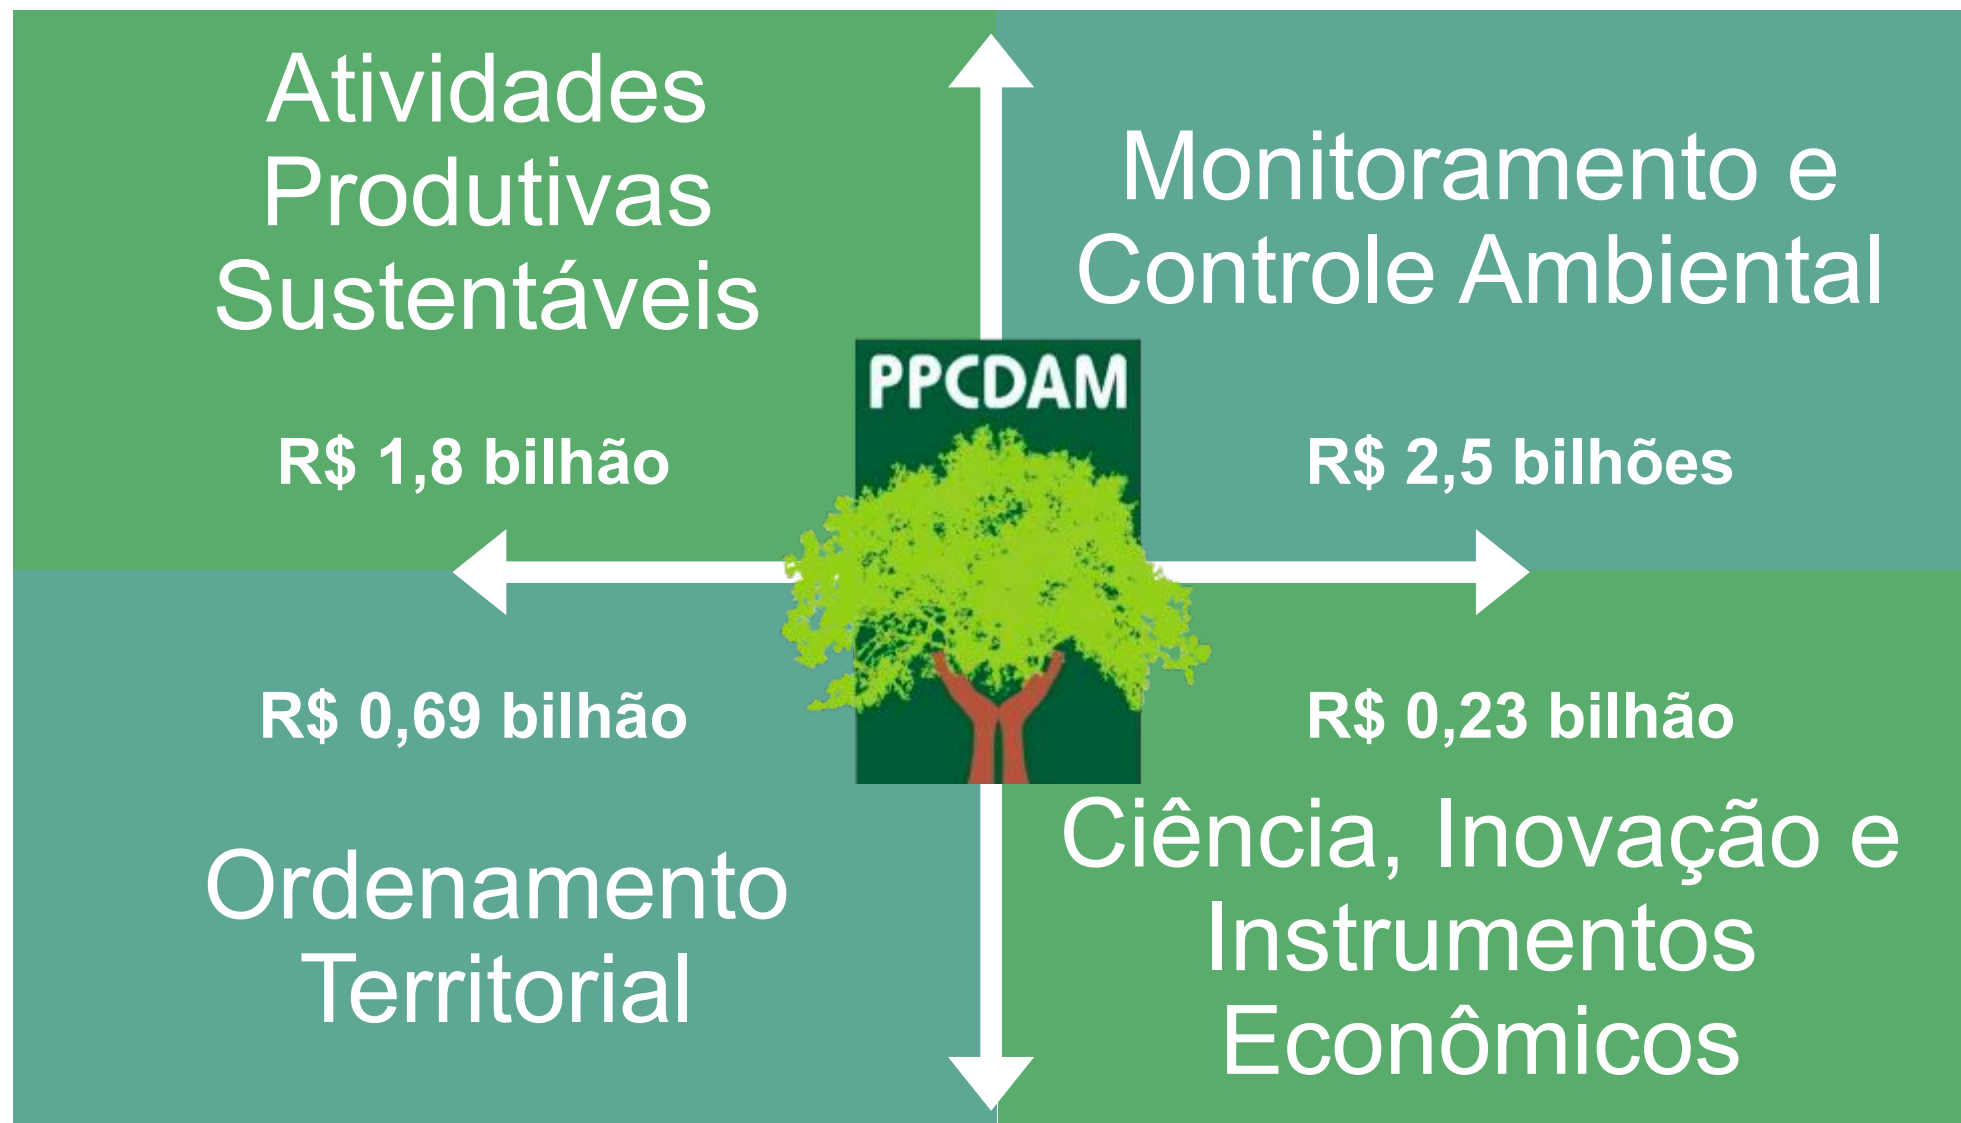 Atividades
Produtivas
Sustentáveis
R$ 1,8 bilhão
Monitoramento e
Controle Ambiental
R$ 2,5 bilhões
PPCDAM
R$ 0,69 bilhão
Ordenamento
Territorial
R$ 0,23 bilhão
Ciência, Inovação e
Instrumentos
Econômicos